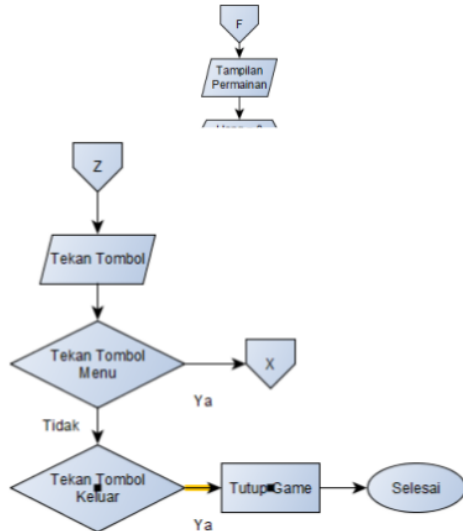 F
Tampilan
Permainan
Z
Tekan Tombol
Tekan Tombol
Menu
X
Ya
Tidak
Tekan Tombol
Keluar
Tutup Game
Selesai
Ya